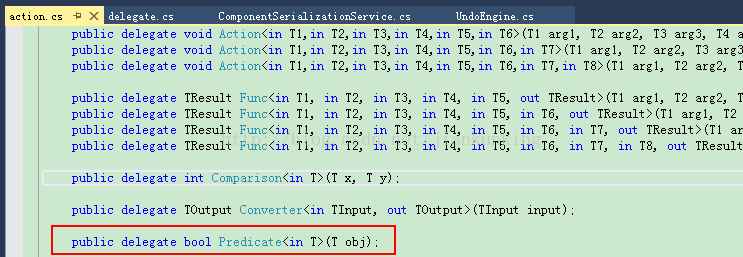 action.cs delegate.cs ComponentSerializationService.cs UndoEngine.cs
public delegate void Action<in T1,in T2,in T3,in T4,in T5,in T6>(T1 arg1, T2 arg2, T3 arg3, T4 a
public delegate void Action<in T1,in T2,in T3,in T4,in T5,in T6,in T7>(T1 arg1, T2 arg2, T3 arg3
public delegate void Action<in T1,in T2,in T3,in T4,in T5,in T6,in T7,in T8>(T1 arg1, T2 arg2, T
public delegate TResult Func<in T1, in T2, in T3, in T4, in T5, out TResult>(T1 arg1, T2 arg2, T
public delegate TResult Func<in T1, in T2, in T3, in T4, in T5, in T6, out TResult>(T1 arg1, T2
public delegate TResult Func<in T1, in T2, in T3, in T4, in T5, in T6, in T7, out TResult>(T1 arg
public delegate TResult Func<in T1, in T2, in T3, in T4, in T5, in T6, in T7, in T8, out TResult
public delegate int Comparison<in T>(T x, T y);
public delegate TOutput Converter<in TInput, out TOutput>(TInput input);
public delegate bool Predicate<in T>(T obj);